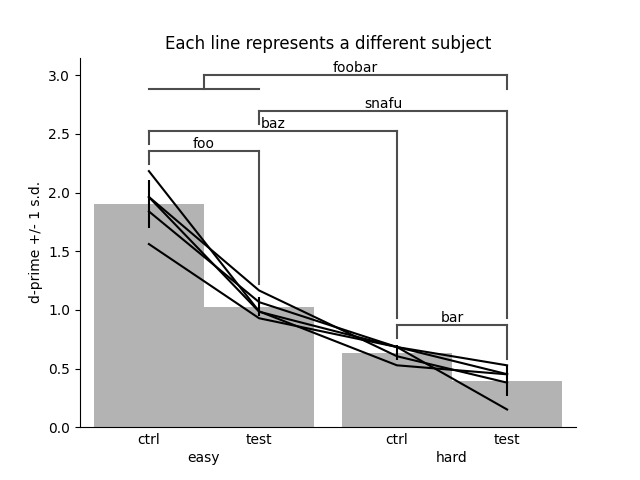 Each line represents a different subject
3.0
foobar
snafu
2.5
baz
foo
2.0
1.5
1.0
bar
0.5
0.0
d-prime +/- 1 s.d.
ctrl test ctrl test
easy hard